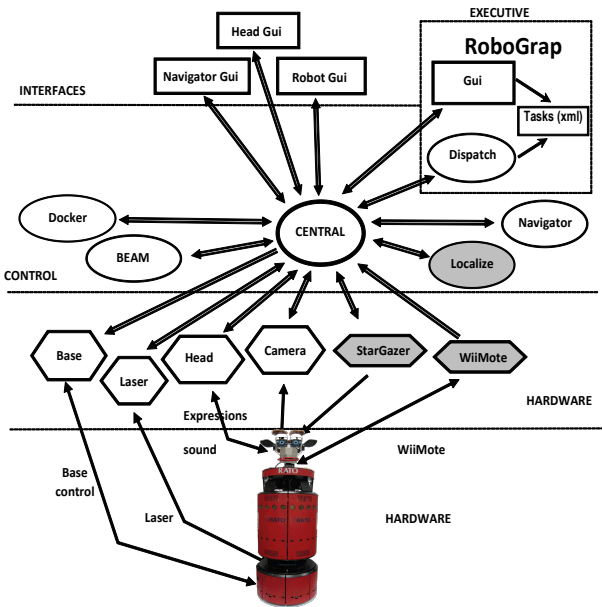 EXECUTIVE
Head Gui
RoboGrap
Navigator Gui
Robot Gui
Gui
INTERFACES
Tasks (xml)
Dispatch
Docker
CENTRAL
Navigator
BEAM
Localize
CONTROL
Base
Laser
Head
Camera
StarGazer
WiiMote
HARDWARE
Expressions
sound
WiiMote
Base
control
RATO
Laser
HARDWARE